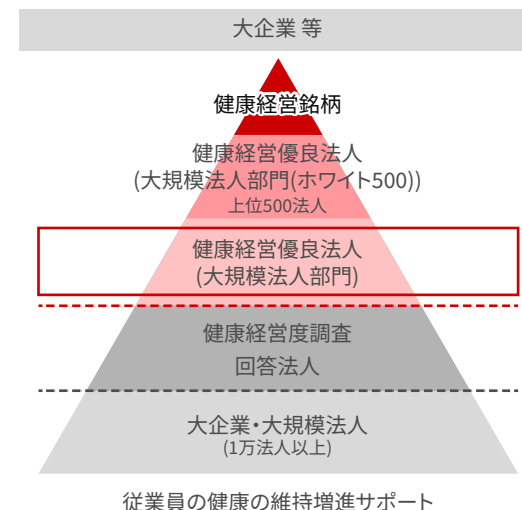 大企業 等
健康経営銘柄
健康経営優良法人
(大規模法人部門(ホワイト500))
上位500法人
健康経営優良法人
(大規模法人部門)
健康経営度調査
回答法人
大企業・大規模法人
(1万法人以上)
従業員の健康の維持増進サポート